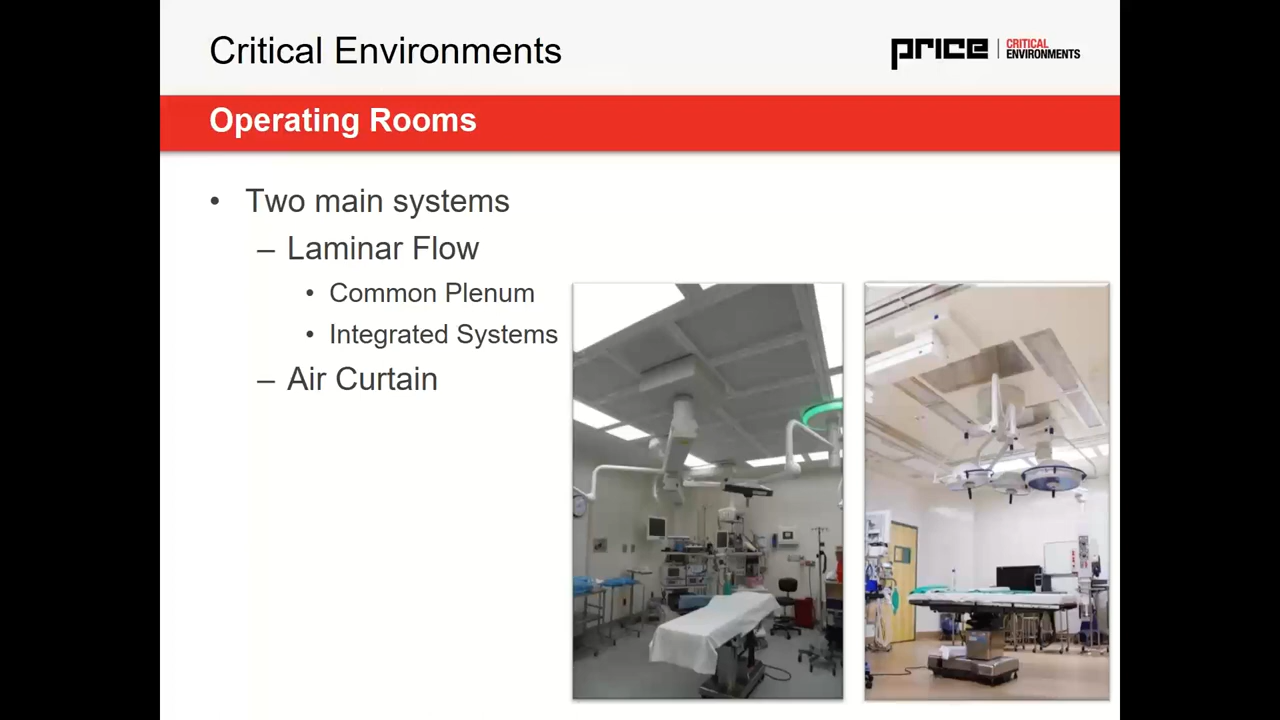 Critical Environments
price | CRITICAL
ENVIRONMENTS
Operating Rooms
• Two main systems
– Laminar Flow
• Common Plenum
• Integrated Systems
– Air Curtain